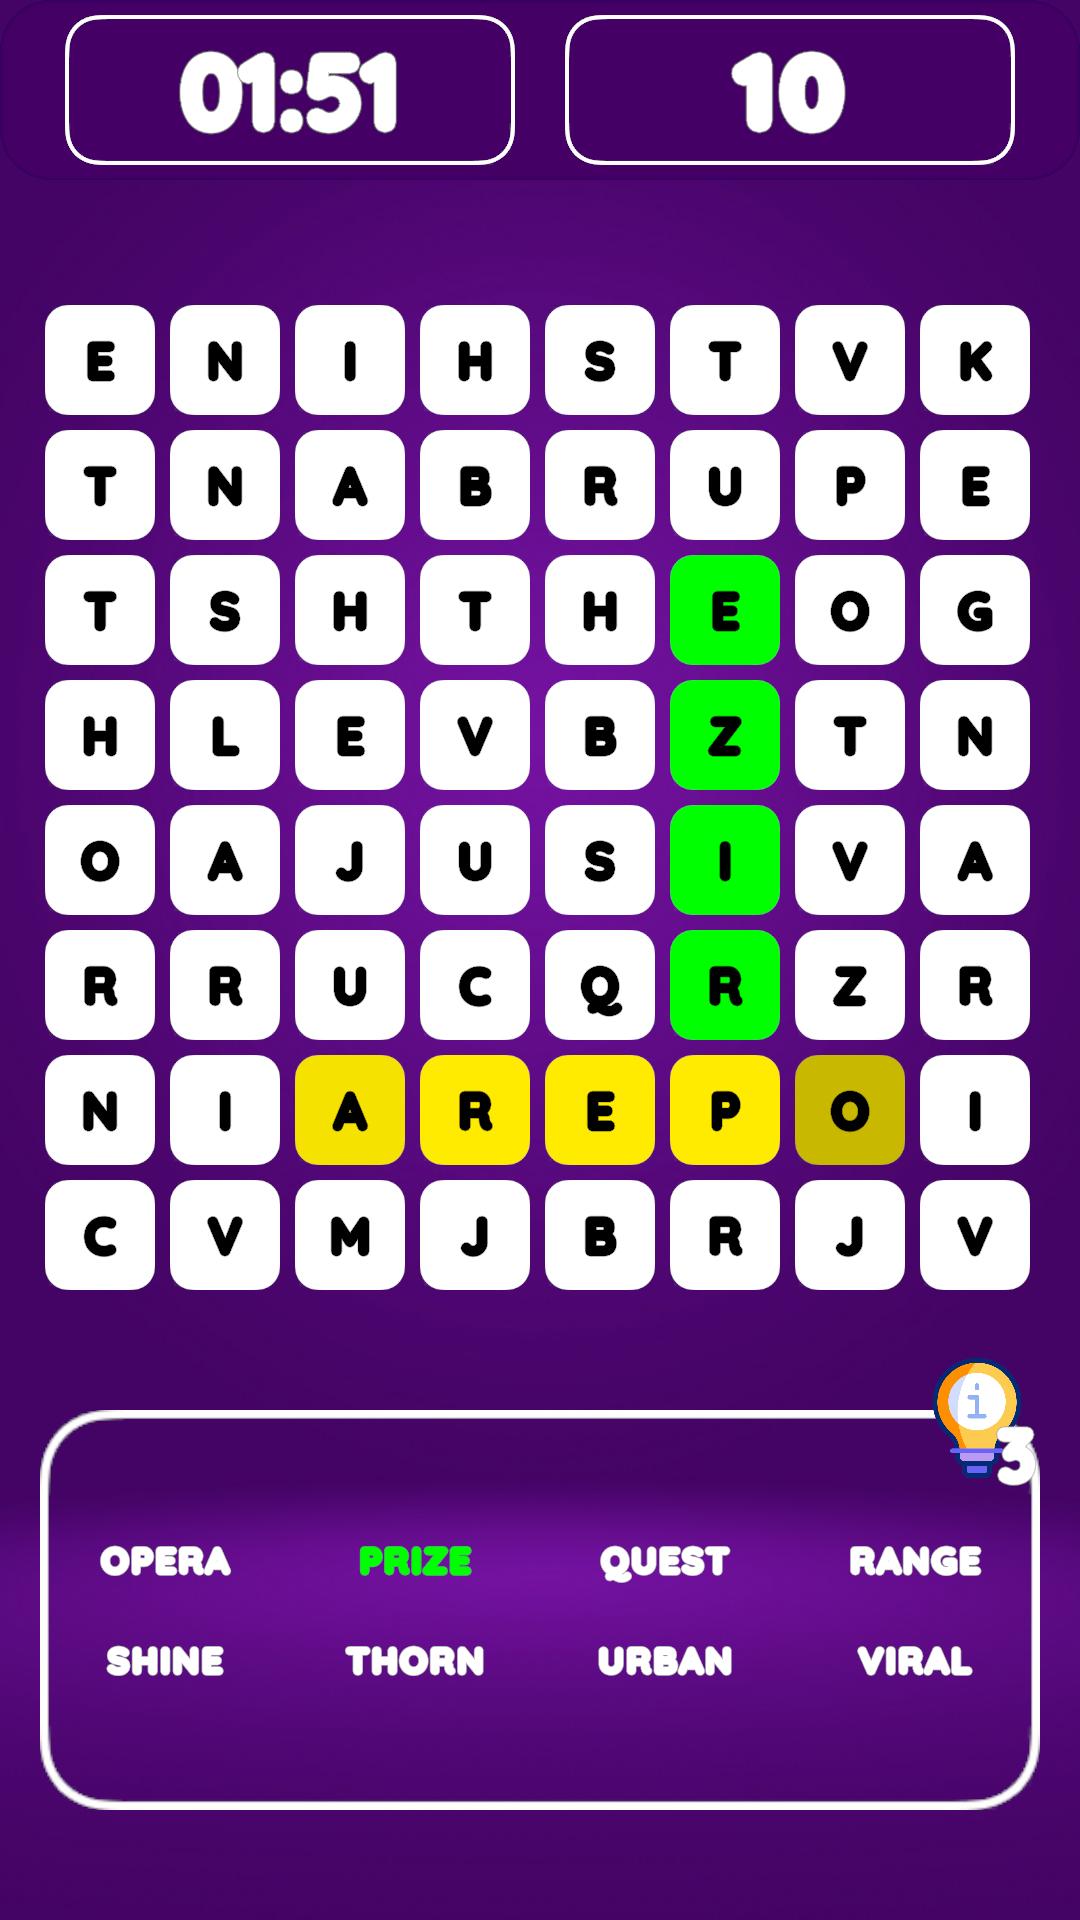 01:51 10
E N I H S T V K
T N A B R U P E
T S H T H E O G
H L E V B Z T N
O A J U S I V A
R R U C Q R Z R
N I A R E P O I
C V M J B R J V
i
3
OPERA PRIZE QUEST RANGE
SHINE THORN URBAN VIRAL